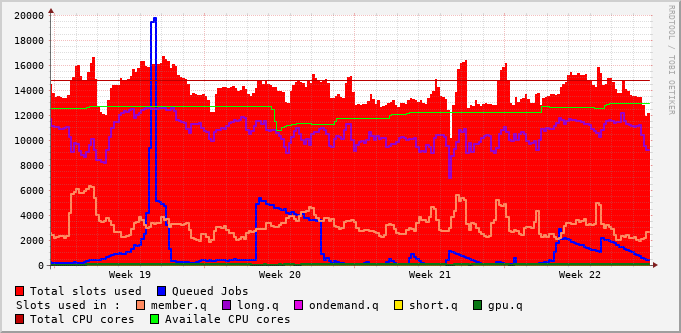 20000
18000
16000
14000
12000
10000
8000
6000
4000
2000
0
Week 19 Week 20 Week 21 Week 22
Total slots used Queued Jobs
Slots used in : member.q long.q ondemand.q short.q gpu.q
Total CPU cores Availale CPU cores
RRDTOOL / TOBI OETIKER